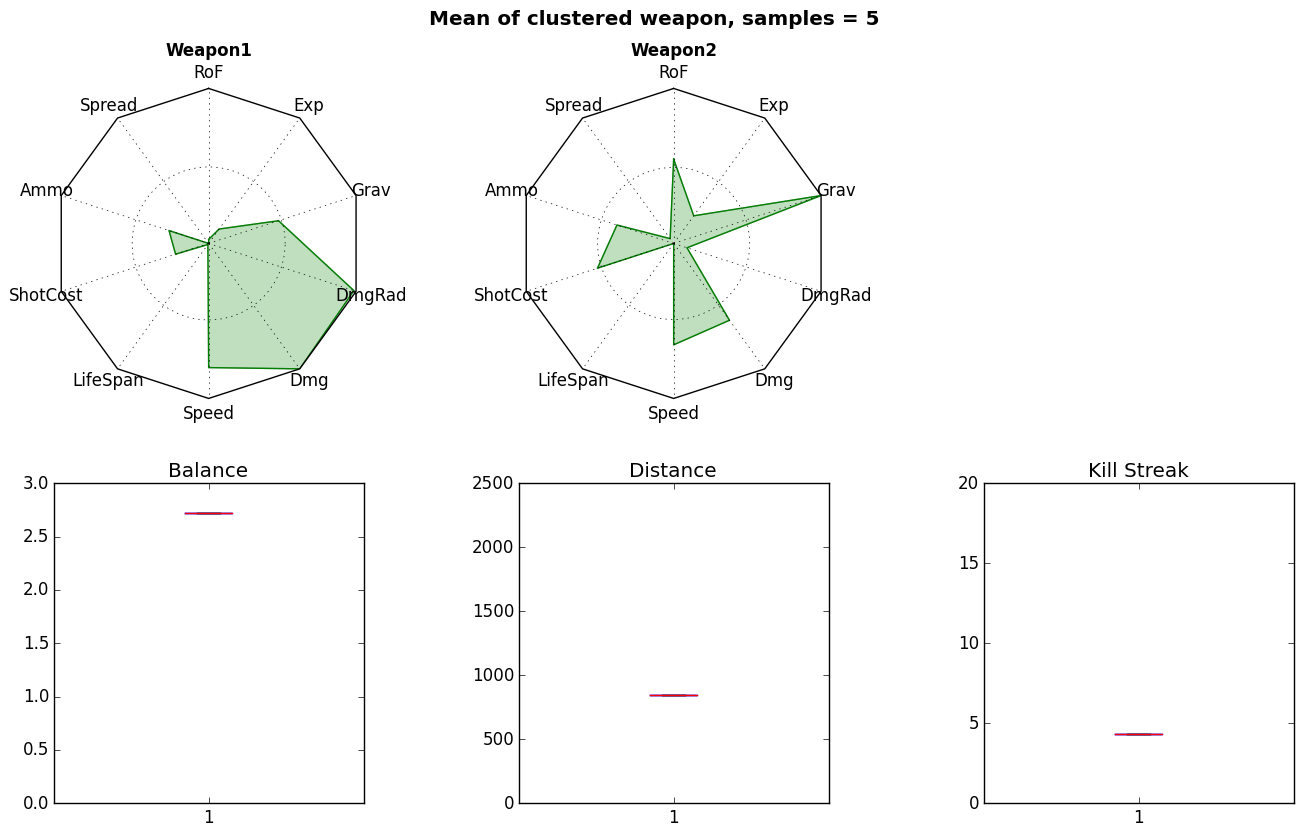 Mean of clustered weapon, samples = 5
Weapon1
RoF
Spread
Exp
Ammo
Grav
ShotCost
DmgRad
LifeSpan
Dmg
Speed
Weapon2
RoF
Spread
Exp
Ammo
Grav
ShotCost
DmgRad
LifeSpan
Dmg
Speed
Balance
3.0
2.5
2.0
1.5
1.0
0.5
0.0
1
Distance
2500
2000
1500
1000
500
0
1
Kill Streak
20
15
10
5
0
1